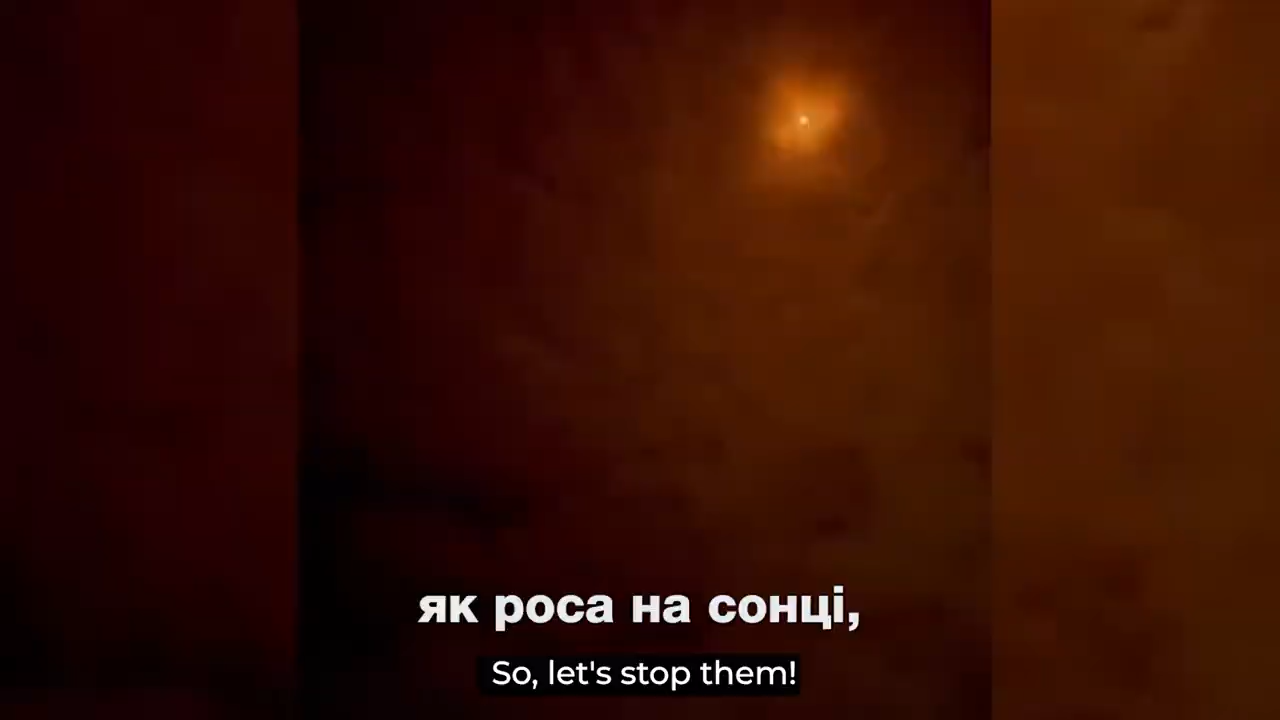 як роса на сонці,
So, let's stop them!